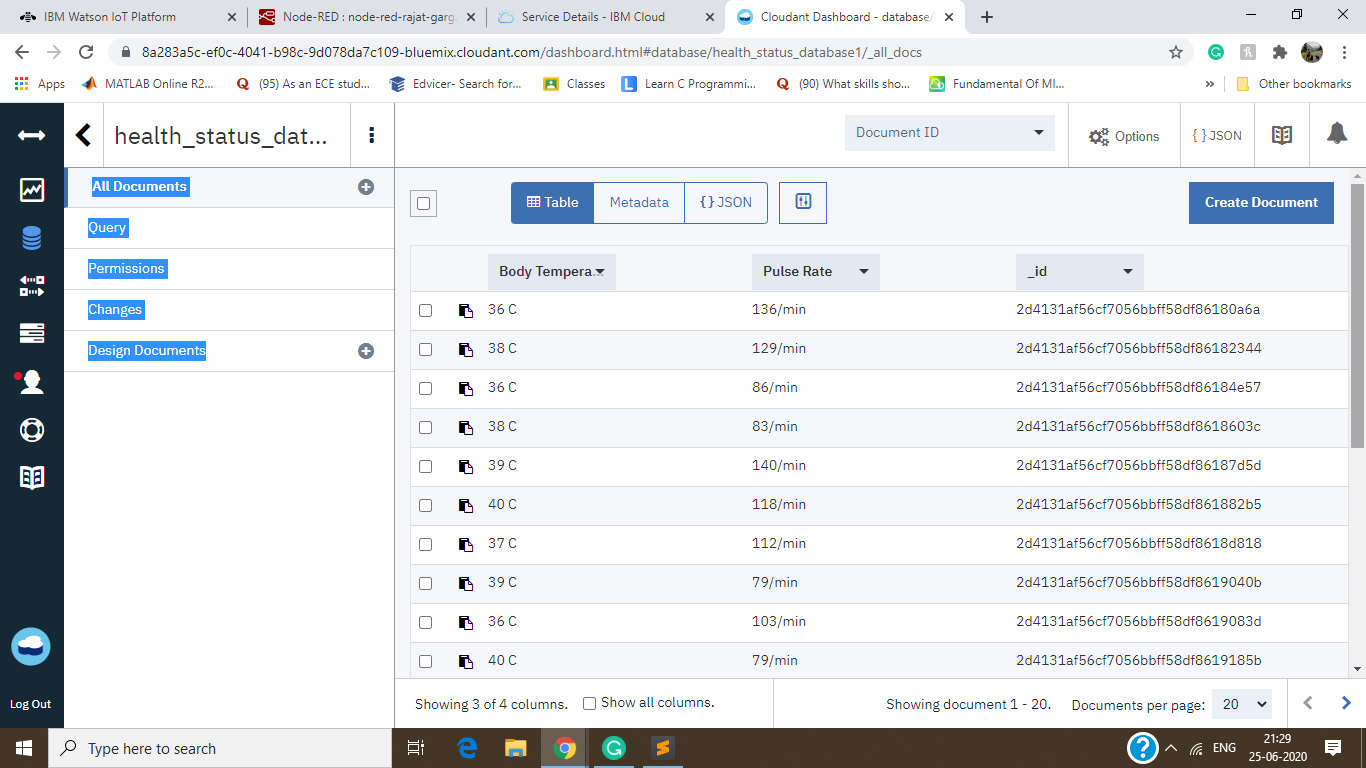 IBM Watson IoT Platform
Node-RED : node-red-rajat-garg
Service Details - IBM Cloud
Cloudant Dashboard - database/
8a283a5c-ef0c-4041-b98c-9d078da7c109-bluemix.cloudant.com/dashboard.html#database/health_status_database1/_all_docs
Apps
MATLAB Online R2...
(95) As an ECE stud...
Edvicer- Search for...
Classes
Learn C Programmi...
(90) What skills sho...
Fundamental Of Ml...
»
Other bookmarks
health_status_dat...
Document ID
Options
{ } JSON
All Documents
Query
Permissions
Changes
Design Documents
Table
Metadata
{ } JSON
Create Document
Body Tempera... Pulse Rate _id
36 C 136/min 2d4131af56cf7056bbff58df86180a6a
38 C 129/min 2d4131af56cf7056bbff58df86182344
36 C 86/min 2d4131af56cf7056bbff58df86184e57
38 C 83/min 2d4131af56cf7056bbff58df8618603c
39 C 140/min 2d4131af56cf7056bbff58df86187d5d
40 C 118/min 2d4131af56cf7056bbff58df861882b5
37 C 112/min 2d4131af56cf7056bbff58df8618d818
39 C 79/min 2d4131af56cf7056bbff58df8619040b
36 C 103/min 2d4131af56cf7056bbff58df8619083d
40 C 79/min 2d4131af56cf7056bbff58df8619185b
Log Out
Showing 3 of 4 columns.
Show all columns.
Showing document 1 - 20.
Documents per page:
20
Type here to search
ENG
21:29
25-06-2020